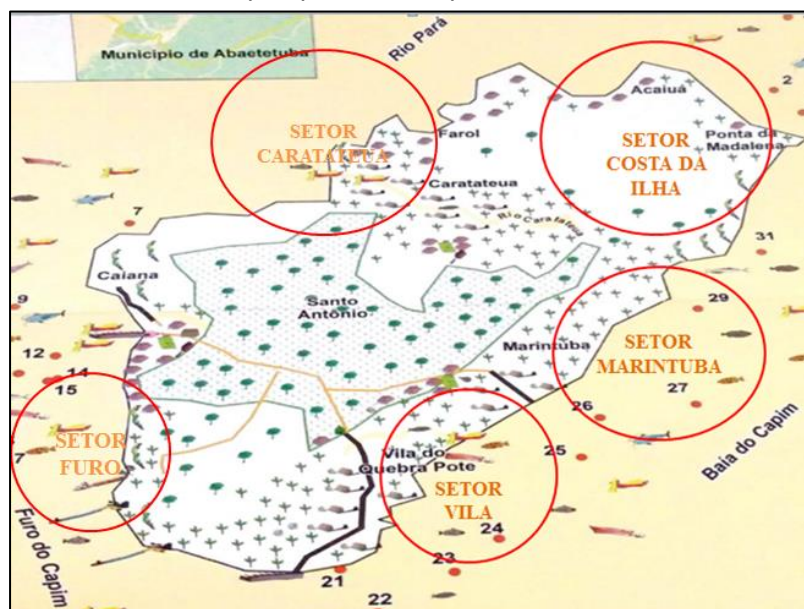 Município de Abaetetuba
Rio Pará
2
Acaiuá
SETOR
CARATATEUA
Farol
SETOR
COSTA DA
ILHA
Ponta da
Madalena
Caratateua
Rio Caratateua
7
31
Caiana
Santo
Antônio
9
29
12
14
15
Marintuba
SETOR
MARINTUBA
27
26
SETOR
FURO
7
Vila do
Quebra Pote
25
Baia do Capim
SETOR
VILA
24
Furo do Capim
23
21
22